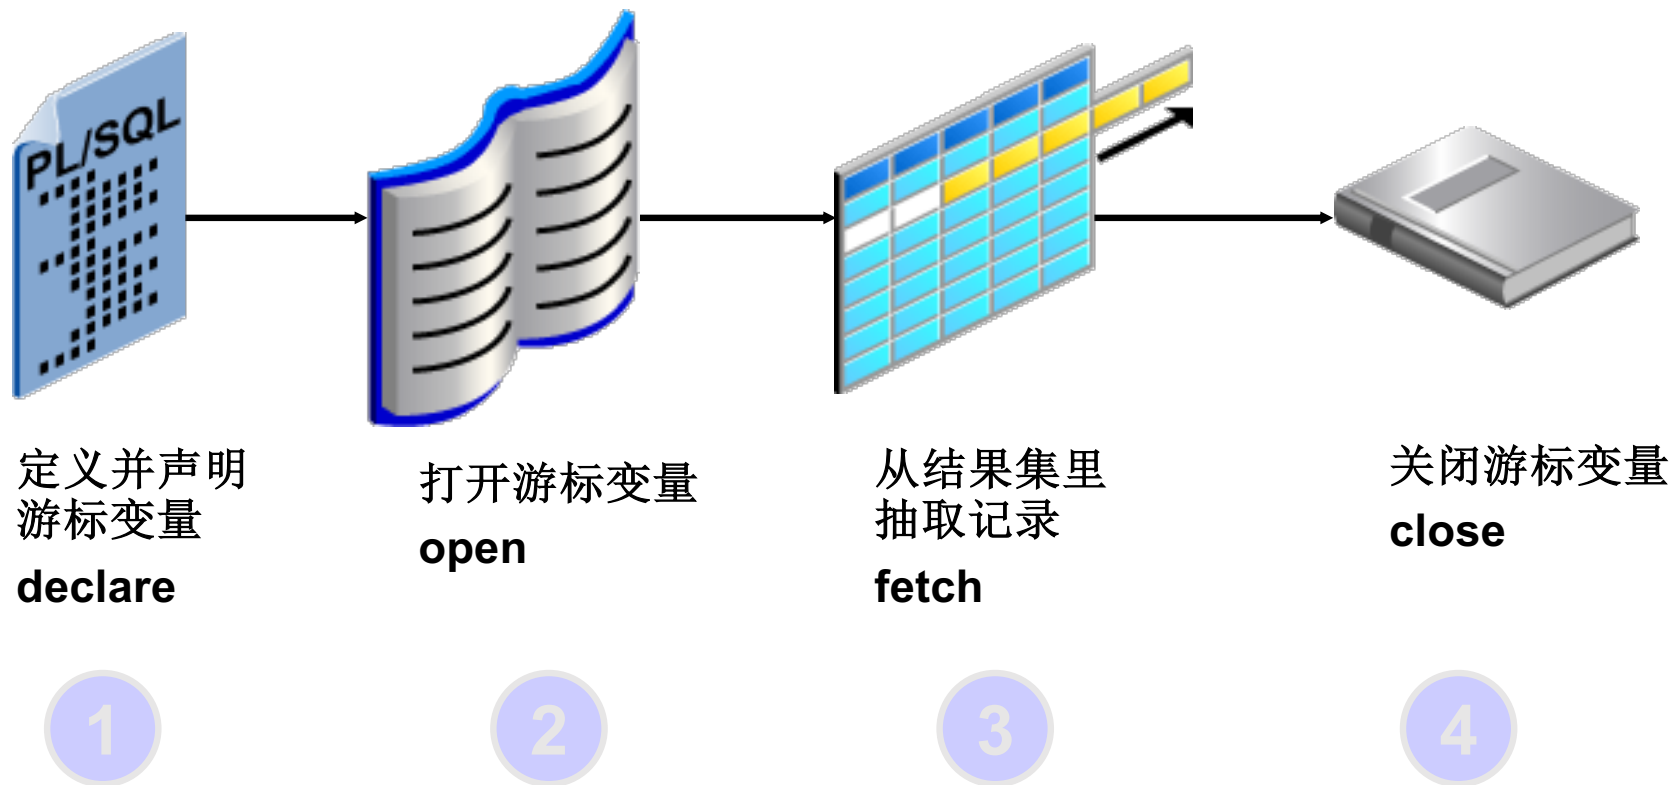 PL/SQL
定义并声明
游标变量
declare
打开游标变量
open
从结果集里
抽取记录
fetch
关闭游标变量
close
1
2
3
4